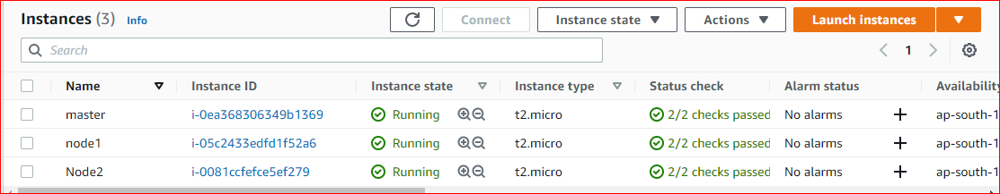 Instances (3) Info Connect Instance state Actions Launch instances
Search 1
Name Instance ID Instance state Instance type Status check Alarm status Availability
master i-0ea368306349b1369 Running t2.micro 2/2 checks passed No alarms + ap-south-1
node1 i-05c2433edfd1f52a6 Running t2.micro 2/2 checks passed No alarms + ap-south-1
Node2 i-0081ccfefce5ef279 Running t2.micro 2/2 checks passed No alarms + ap-south-1